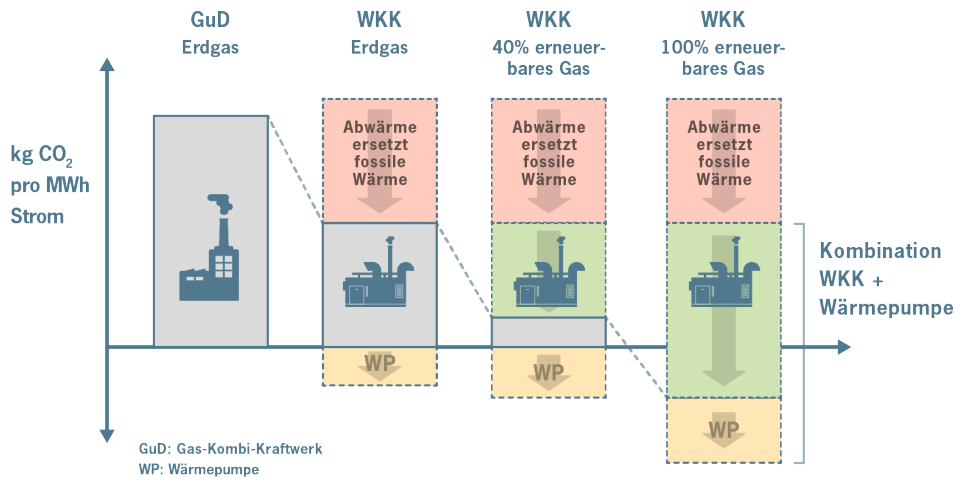 GuD
Erdgas
WKK
Erdgas
WKK
40% erneuer-
bares Gas
WKK
100% erneuer-
bares Gas
kg CO₂
pro MWh
Strom
Abwärme
ersetzt
fossile
Wärme
Abwärme
ersetzt
fossile
Wärme
Abwärme
ersetzt
fossile
Wärme
Kombination
WKK +
Wärmepumpe
WP
WP
WP
GuD: Gas-Kombi-Kraftwerk
WP: Wärmepumpe